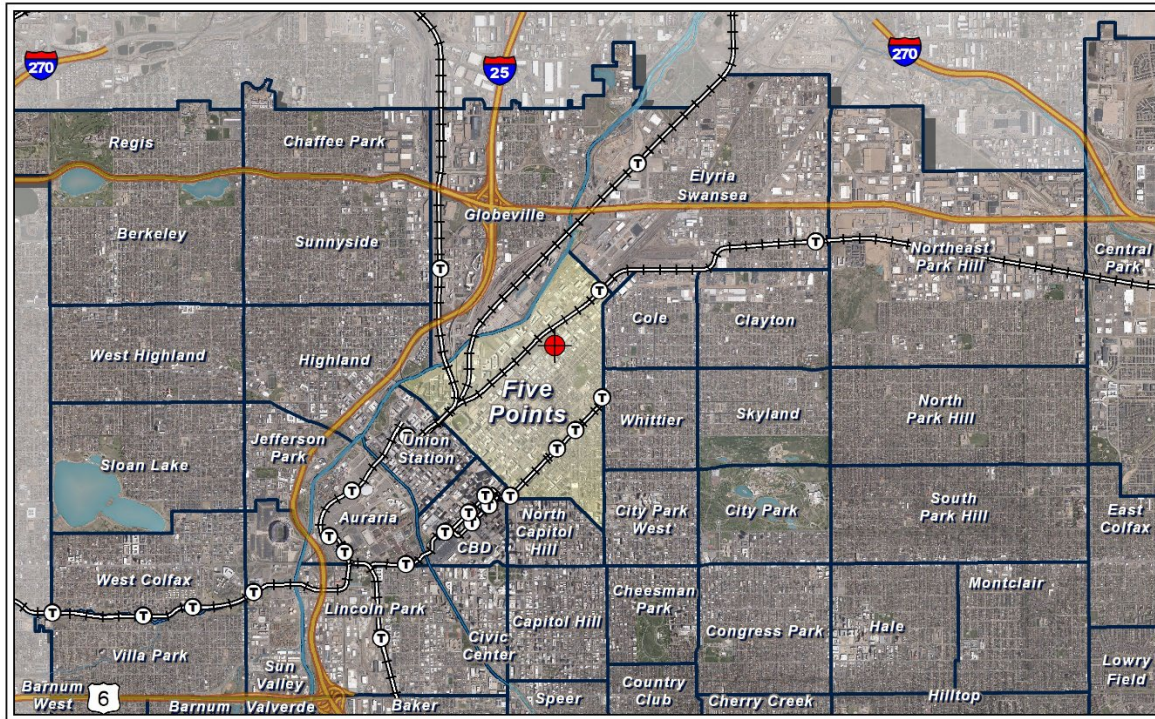 270
25
270
Regis
Chaffee Park
Elyria
Swansea
Globeville
Berkeley
Sunnyside
Northeast
Park Hill
Central
Park
T
T
T
T
Cole
Clayton
West Highland
Highland
Five
Points
Whittier
Skyland
North
Park Hill
T
T
T
Jefferson
Park
Union
Station
T
Sloan Lake
T
T
T
T
T
T
T
Auraria
CBD
North
Capitol
Hill
City Park
West
City Park
South
Park Hill
East
Colfax
T
T
T
West Colfax
T
T
T
T
Lincoln Park
Cheesman
Park
Montclair
Capitol Hill
Congress Park
Hale
T
Civic
Center
Villa Park
Sun
Valley
Country
Club
Lowry
Field
Barnum
West
6
Barnum
Valverde
Baker
Speer
Cherry Creek
Hilltop